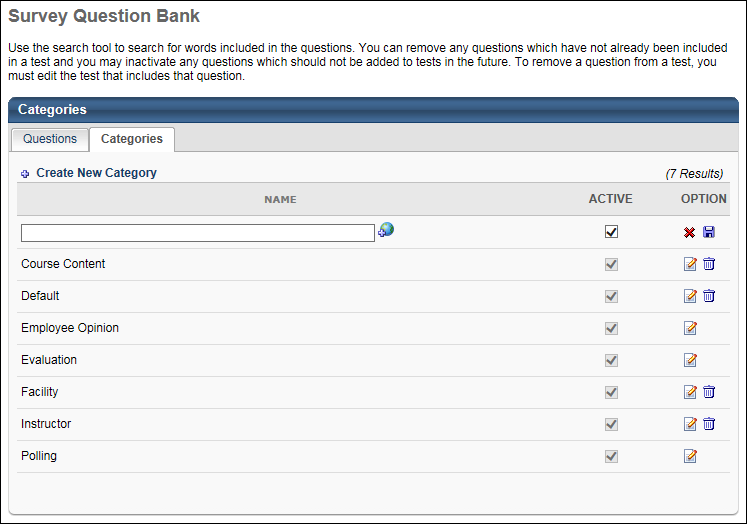 Survey Question Bank
Use the search tool to search for words included in the questions. You can remove any questions which have not already been included
in a test and you may inactivate any questions which should not be added to tests in the future. To remove a question from a test, you
must edit the test that includes that question.
Categories
Questions Categories
Create New Category (7 Results)
NAME ACTIVE OPTION
Course Content
Default
Employee Opinion
Evaluation
Facility
Instructor
Polling